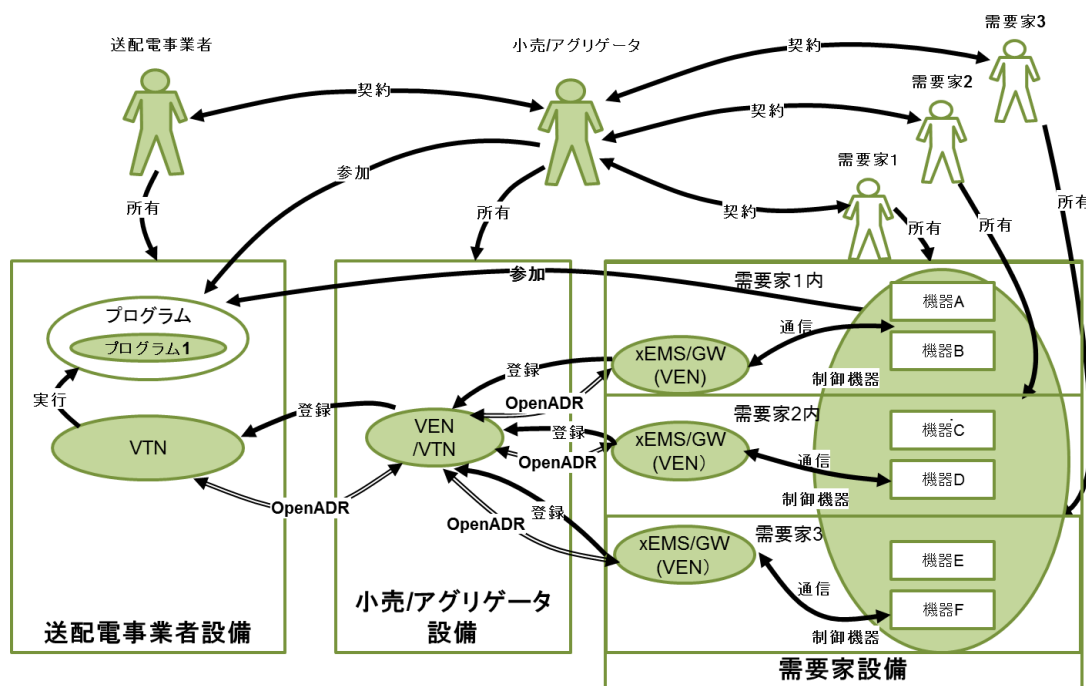 送配電事業者
小売/アグリゲータ
需要家3
需要家2
需要家1
契約
契約
契約
契約
参加
所有
所有
所有
所有
所有
参加
プログラム
プログラム1
実行
VTN
登録
OpenADR
VEN
/VTN
登録
OpenADR
登録
OpenADR
OpenADR
登録
需要家1内
xEMS/GW
(VEN)
通信
機器A
機器B
制御機器
需要家2内
xEMS/GW
(VEN)
通信
機器C
機器D
制御機器
需要家3
xEMS/GW
(VEN)
通信
機器E
機器F
制御機器
送配電事業者設備
小売/アグリゲータ
設備
需要家設備